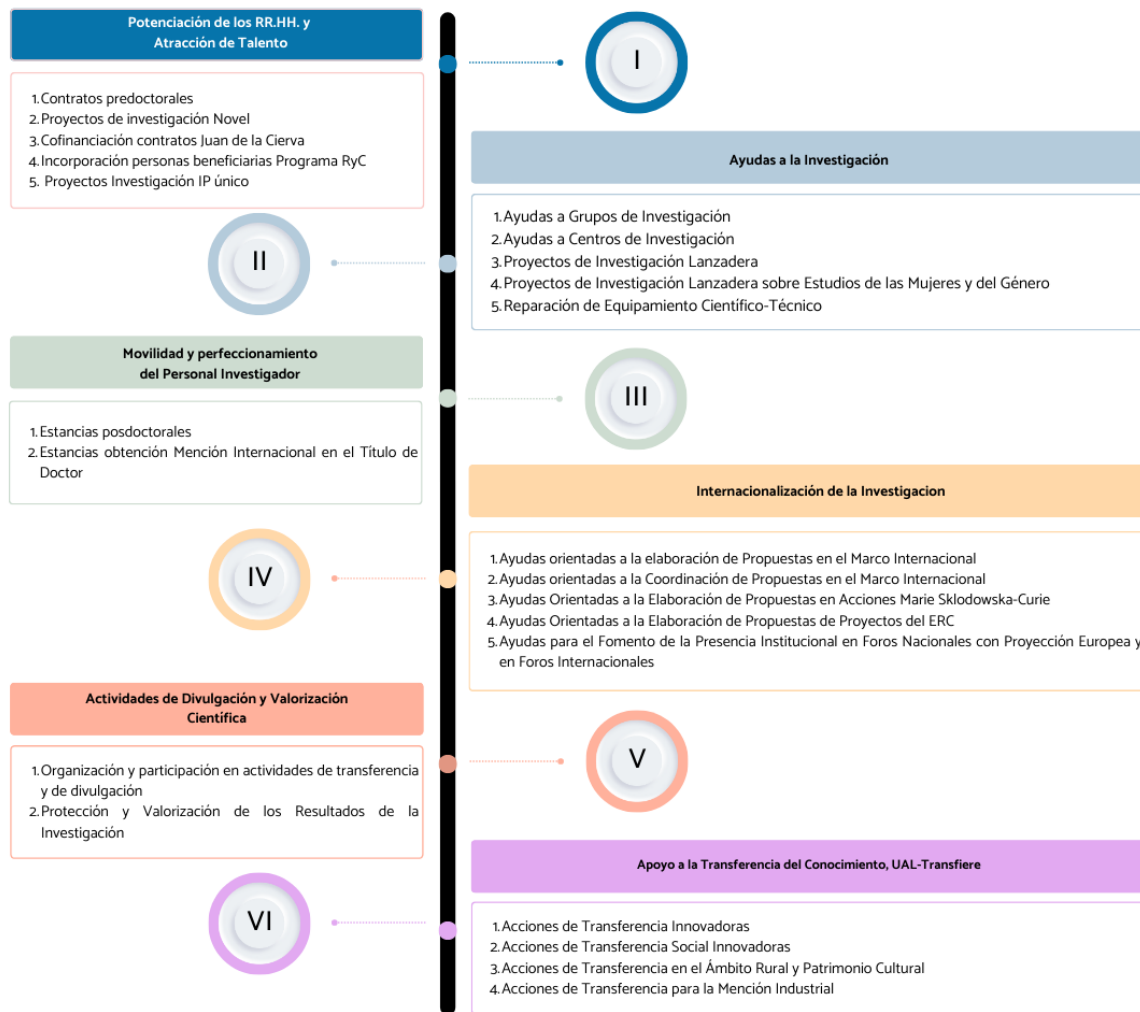 Potenciación de los RR.HH. y
Atracción de Talento
I
1. Contratos predoctorales
2. Proyectos de investigación Novel
3. Cofinanciación contratos Juan de la Cierva
4. Incorporación personas beneficiarias Programa RyC
5. Proyectos Investigación IP único
Ayudas a la Investigación
II
1. Ayudas a Grupos de Investigación
2. Ayudas a Centros de Investigación
3. Proyectos de Investigación Lanzadera
4. Proyectos de Investigación Lanzadera sobre Estudios de las Mujeres y del Género
5. Reparación de Equipamiento Científico-Técnico
Movilidad y perfeccionamiento
del Personal Investigador
III
1. Estancias posdoctorales
2. Estancias obtención Mención Internacional en el Título de
Doctor
Internacionalización de la Investigacion
IV
1. Ayudas orientadas a la elaboración de Propuestas en el Marco Internacional
2. Ayudas orientadas a la Coordinación de Propuestas en el Marco Internacional
3. Ayudas Orientadas a la Elaboración de Propuestas en Acciones Marie Sklodowska-Curie
4. Ayudas Orientadas a la Elaboración de Propuestas de Proyectos del ERC
5. Ayudas para el Fomento de la Presencia Institucional en Foros Nacionales con Proyección Europea y
en Foros Internacionales
Actividades de Divulgación y Valorización
Científica
V
1. Organización y participación en actividades de transferencia
y de divulgación
2. Protección y Valorización de los Resultados de la
Investigación
Apoyo a la Transferencia del Conocimiento, UAL-Transfiere
VI
1. Acciones de Transferencia Innovadoras
2. Acciones de Transferencia Social Innovadoras
3. Acciones de Transferencia en el Ámbito Rural y Patrimonio Cultural
4. Acciones de Transferencia para la Mención Industrial